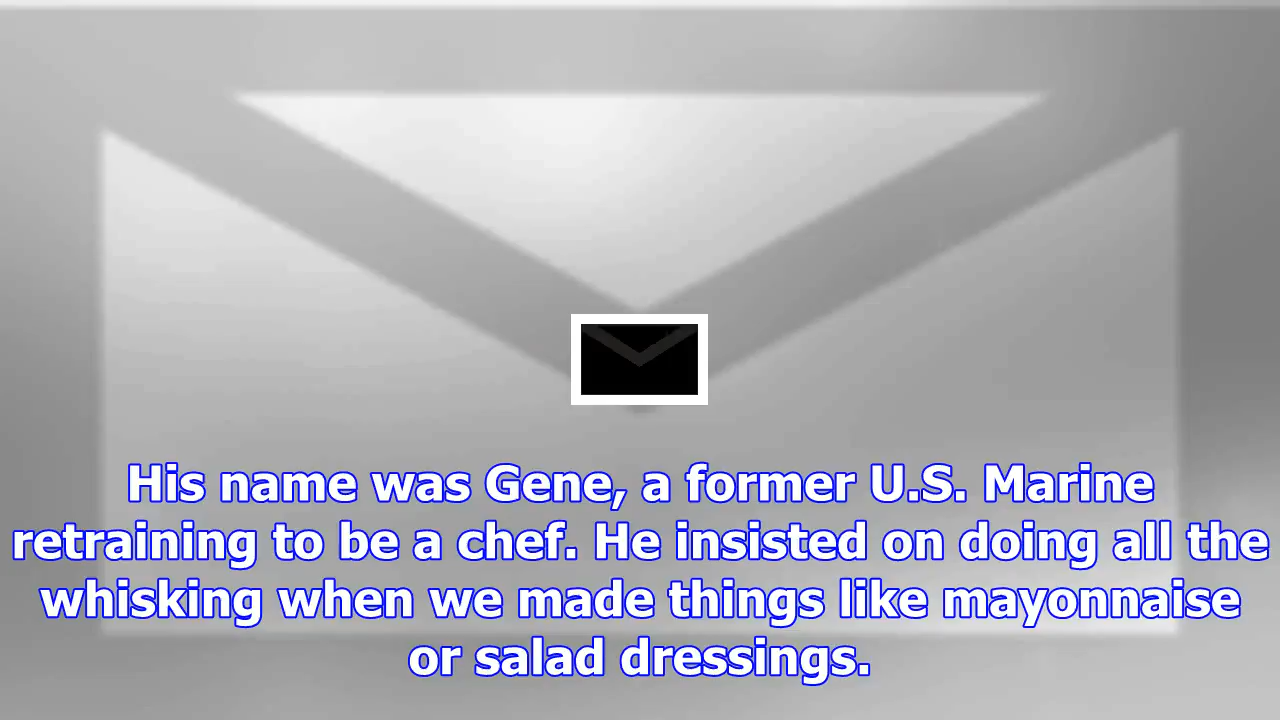 His name was Gene, a former U.S. Marine
retraining to be a chef. He insisted on doing all the
whisking when we made things like mayonnaise
or salad dressings.